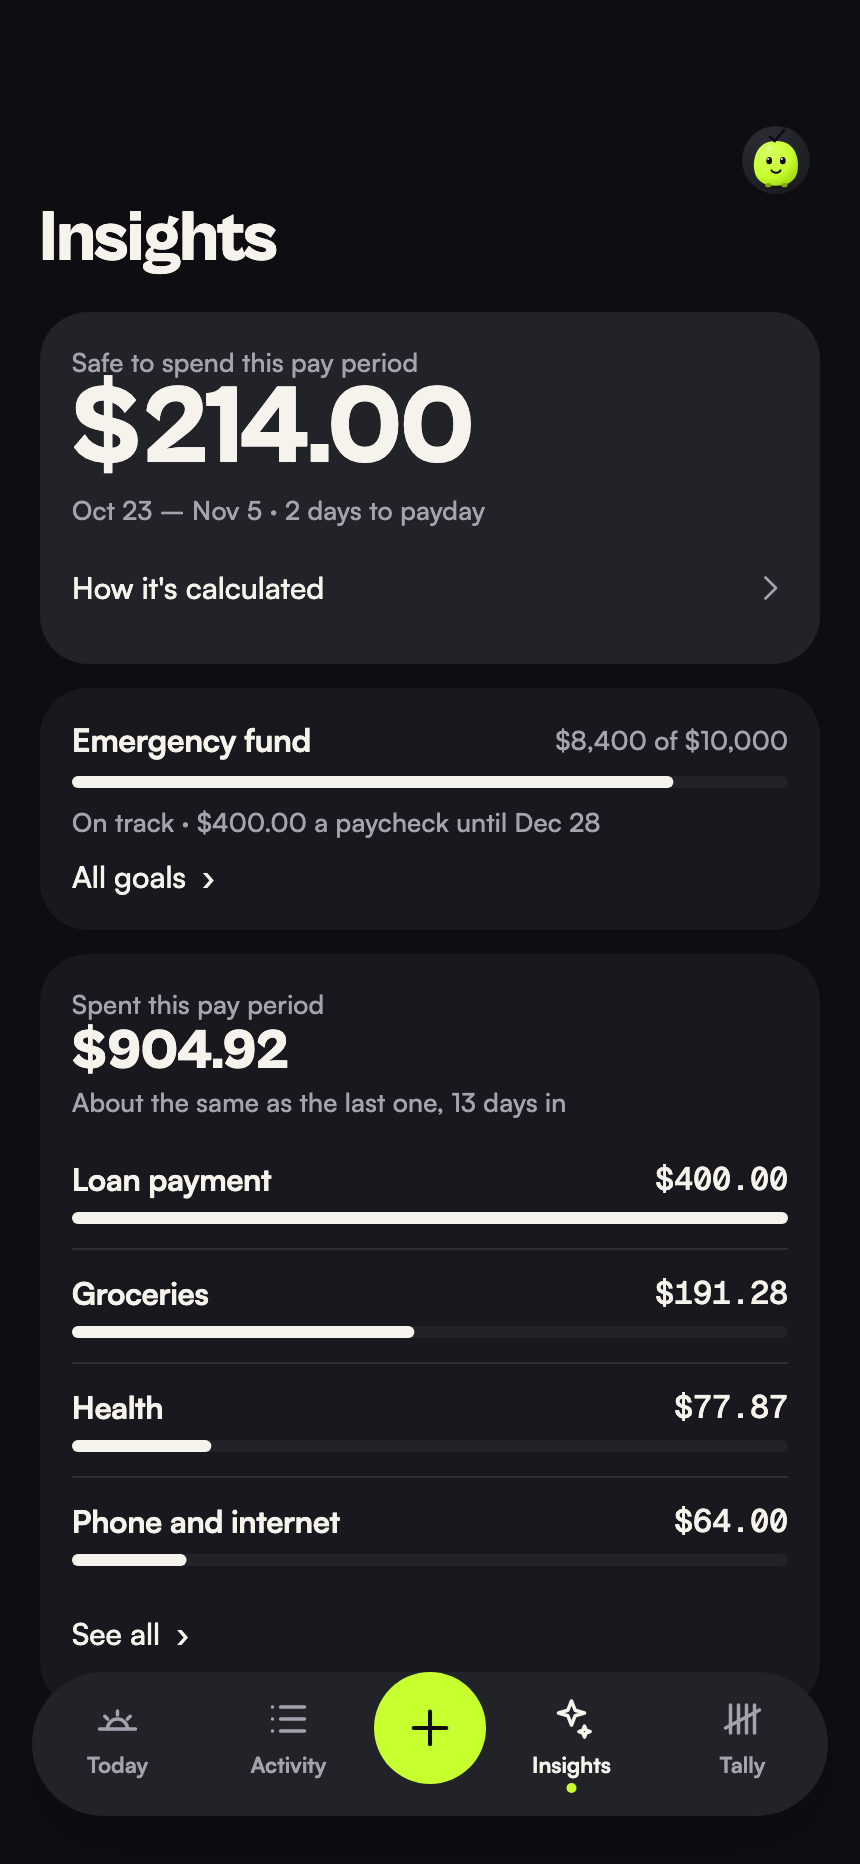 Insights
Safe to spend this pay period
$214.00
Oct 23 — Nov 5 · 2 days to payday
How it's calculated
Emergency fund $8,400 of $10,000
On track · $400.00 a paycheck until Dec 28
All goals ›
Spent this pay period
$904.92
About the same as the last one, 13 days in
Loan payment $400.00
Groceries $191.28
Health $77.87
Phone and internet $64.00
See all ›
Today Activity Insights Tally